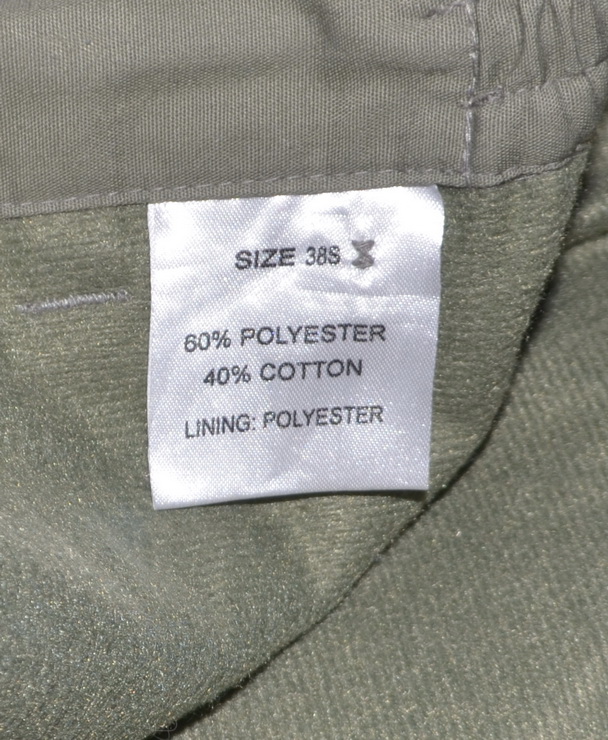 SIZE 38S
60% POLYESTER
40% COTTON
LINING: POLYESTER